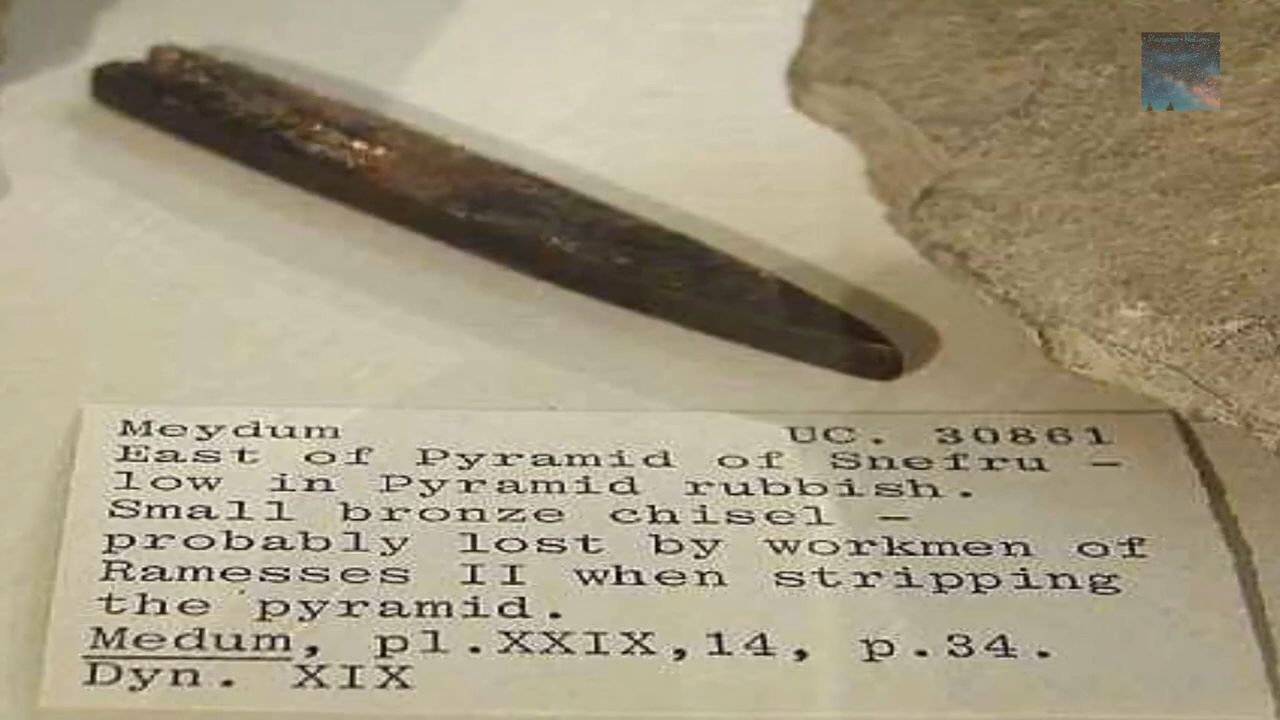 Meydum UC. 30861
East of Pyramid of Snefru -
low in Pyramid rubbish.
Small bronze chisel -
probably lost by workmen of
Ramesses II when stripping
the pyramid.
Medum, pl.XXIX,14, p.34.
Dyn. XIX